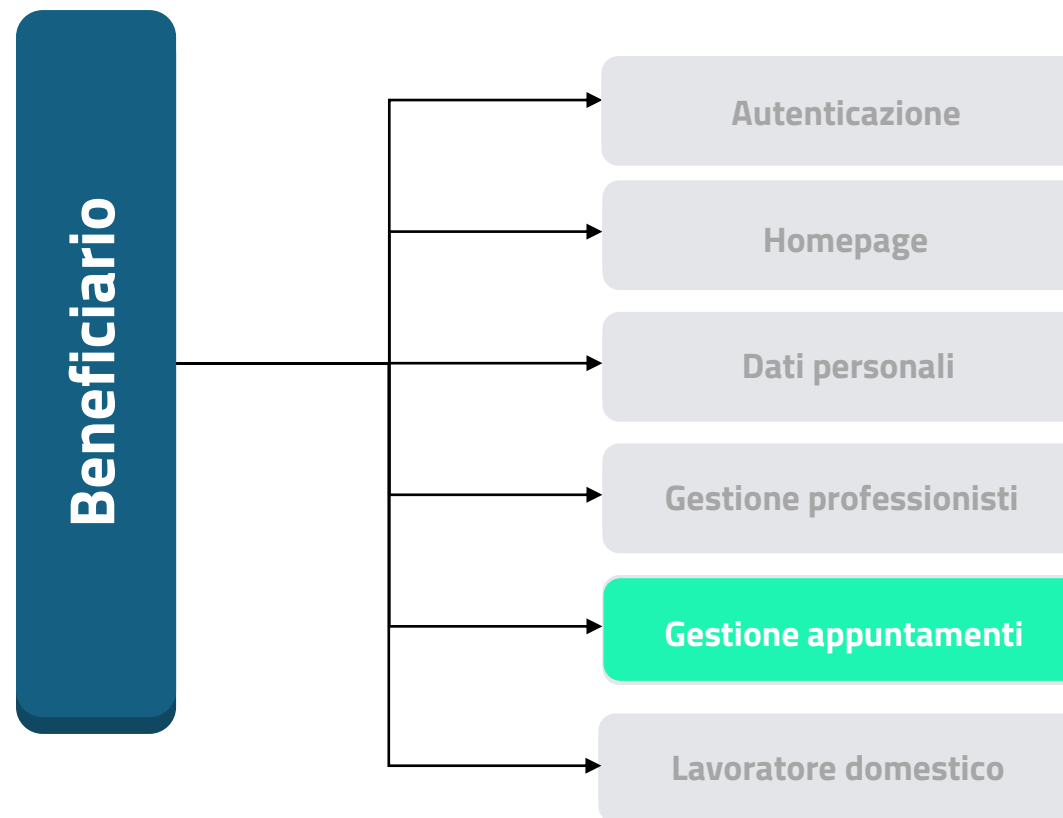 Beneficiario
Autenticazione
Homepage
Dati personali
Gestione professionisti
Gestione appuntamenti
Lavoratore domestico